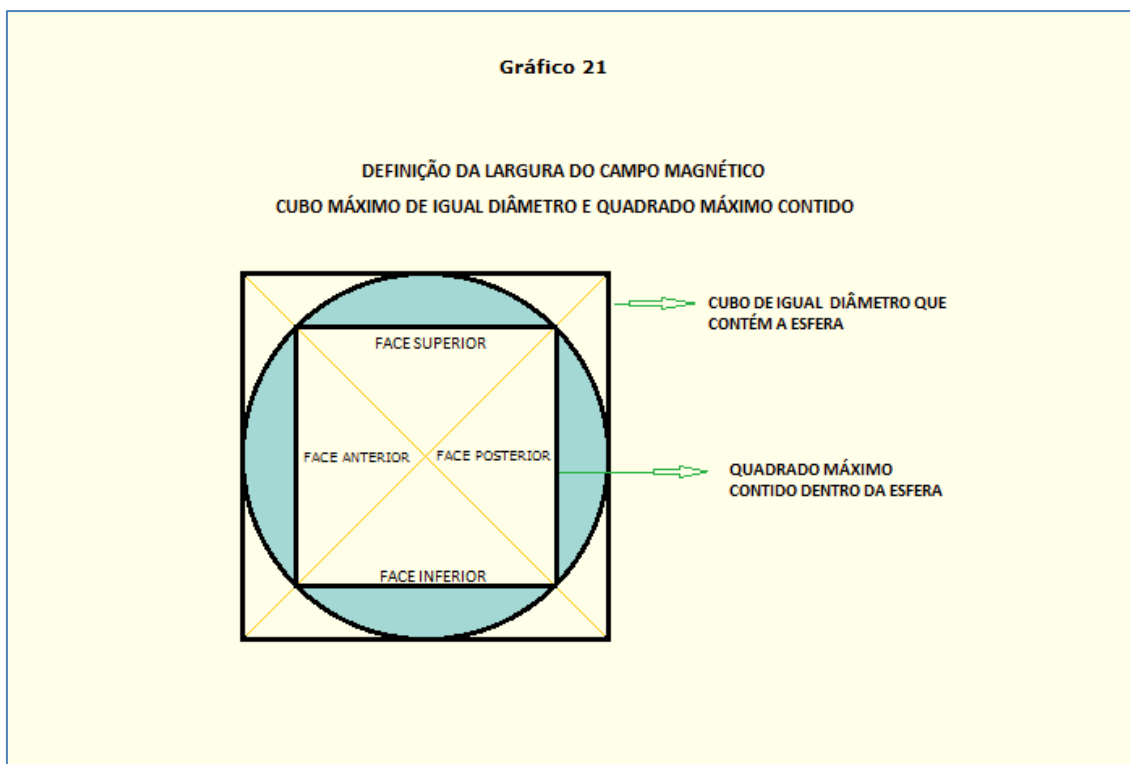 Gráfico 21
DEFINIÇÃO DA LARGURA DO CAMPO MAGNÉTICO
CUBO MÁXIMO DE IGUAL DIÂMETRO E QUADRADO MÁXIMO CONTIDO
CUBO DE IGUAL DIÂMETRO QUE
CONTÉM A ESFERA
FACE SUPERIOR
FACE ANTERIOR
FACE POSTERIOR
QUADRADO MÁXIMO
CONTIDO DENTRO DA ESFERA
FACE INFERIOR